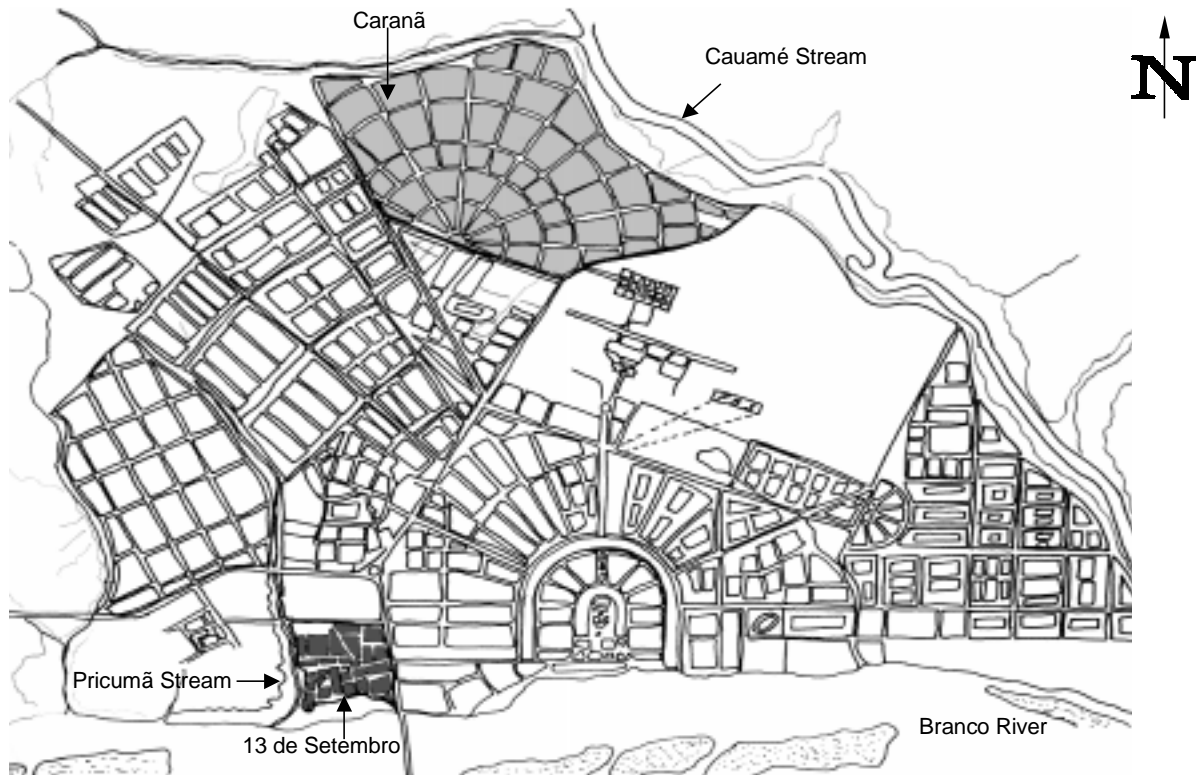 Caranã
Cauamé Stream
N
Pricumã Stream
13 de Setembro
Branco River